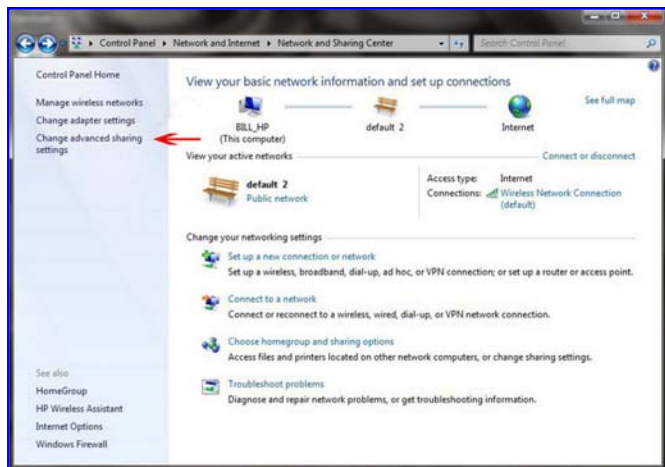 Control Panel ▸ Network and Internet ▸ Network and Sharing Center
Search Control Panel
Control Panel Home
Manage wireless networks
Change adapter settings
Change advanced sharing
settings
View your basic network information and set up connections
See full map
BILL_HP
(This computer)
default 2
Internet
View your active networks
Connect or disconnect
default 2
Public network
Access type: Internet
Connections: Wireless Network Connection
(default)
Change your networking settings
Set up a new connection or network
Set up a wireless, broadband, dial-up, ad hoc, or VPN connection; or set up a router or access point.
Connect to a network
Connect or reconnect to a wireless, wired, dial-up, or VPN network connection.
Choose homegroup and sharing options
Access files and printers located on other network computers, or change sharing settings.
Troubleshoot problems
Diagnose and repair network problems, or get troubleshooting information.
See also
HomeGroup
HP Wireless Assistant
Internet Options
Windows Firewall